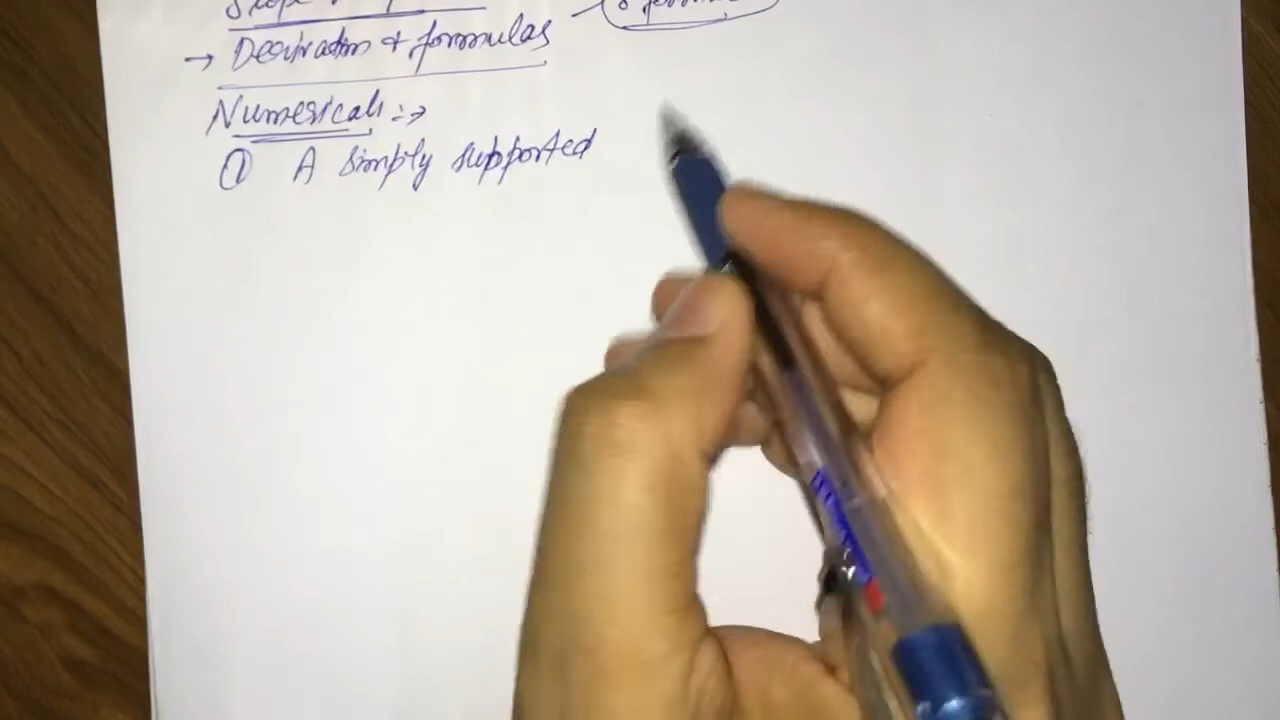 → Derivation & formulas
Numericals :→
① A simply supported